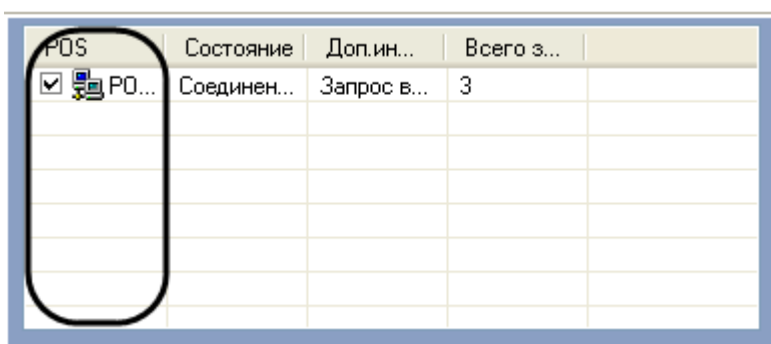 POS Состояние Доп.ин... Всего з...
PO... Соединен... Запрос в... 3